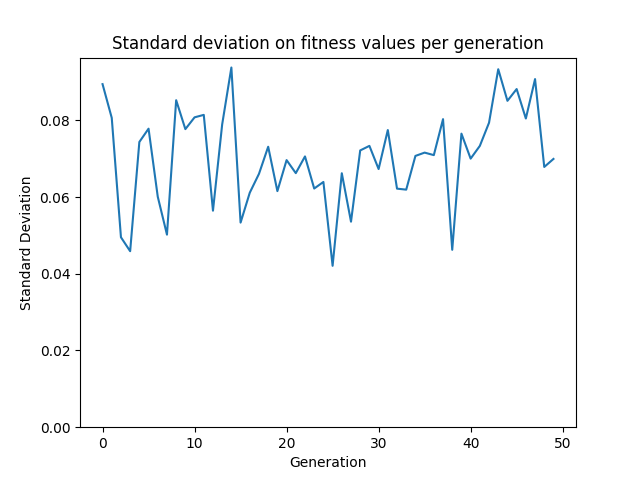 Standard deviation on fitness values per generation
Standard Deviation
0.08
0.06
0.04
0.02
0.00
0 10 20 30 40 50
Generation